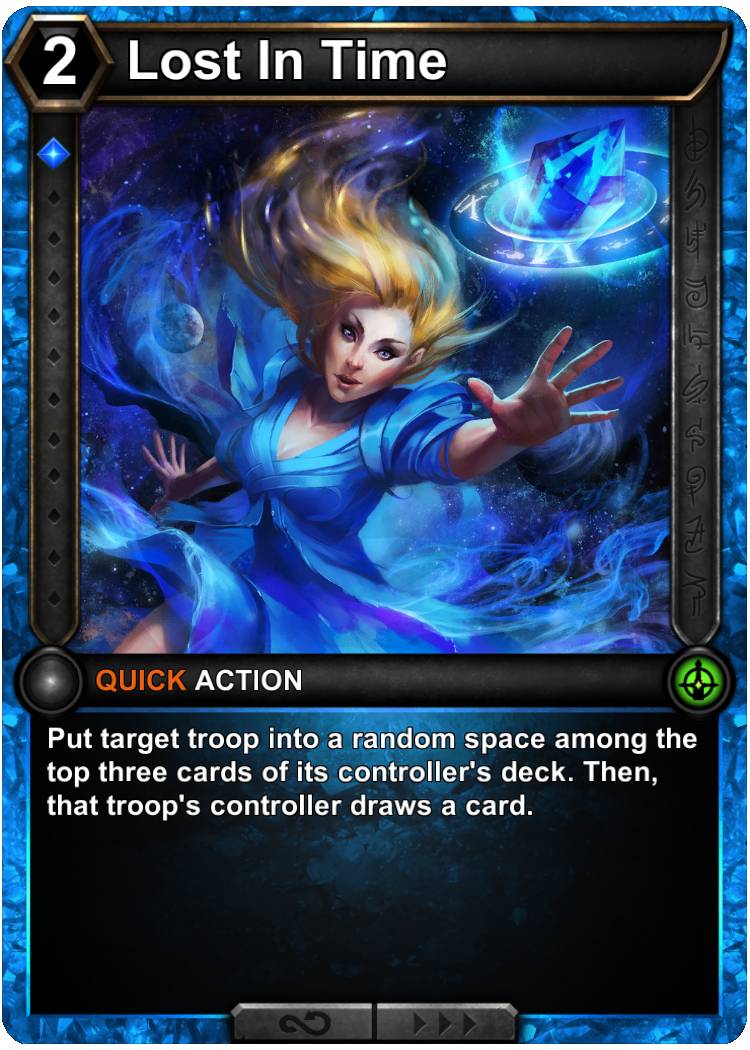 2
Lost In Time
QUICK ACTION
Put target troop into a random space among the
top three cards of its controller's deck. Then,
that troop's controller draws a card.